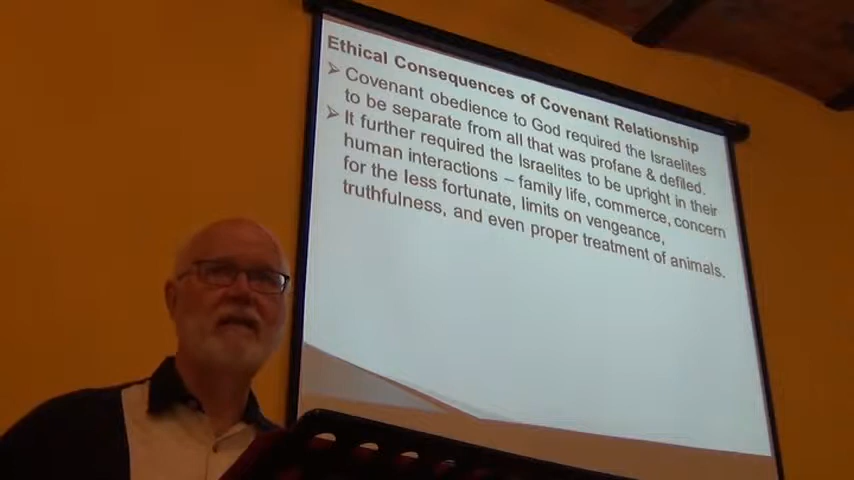 Ethical Consequences of Covenant Relationship
➢ Covenant obedience to God required the Israelites
to be separate from all that was profane & defiled.
➢ It further required the Israelites to be upright in their
human interactions – family life, commerce, concern
for the less fortunate, limits on vengeance,
truthfulness, and even proper treatment of animals.